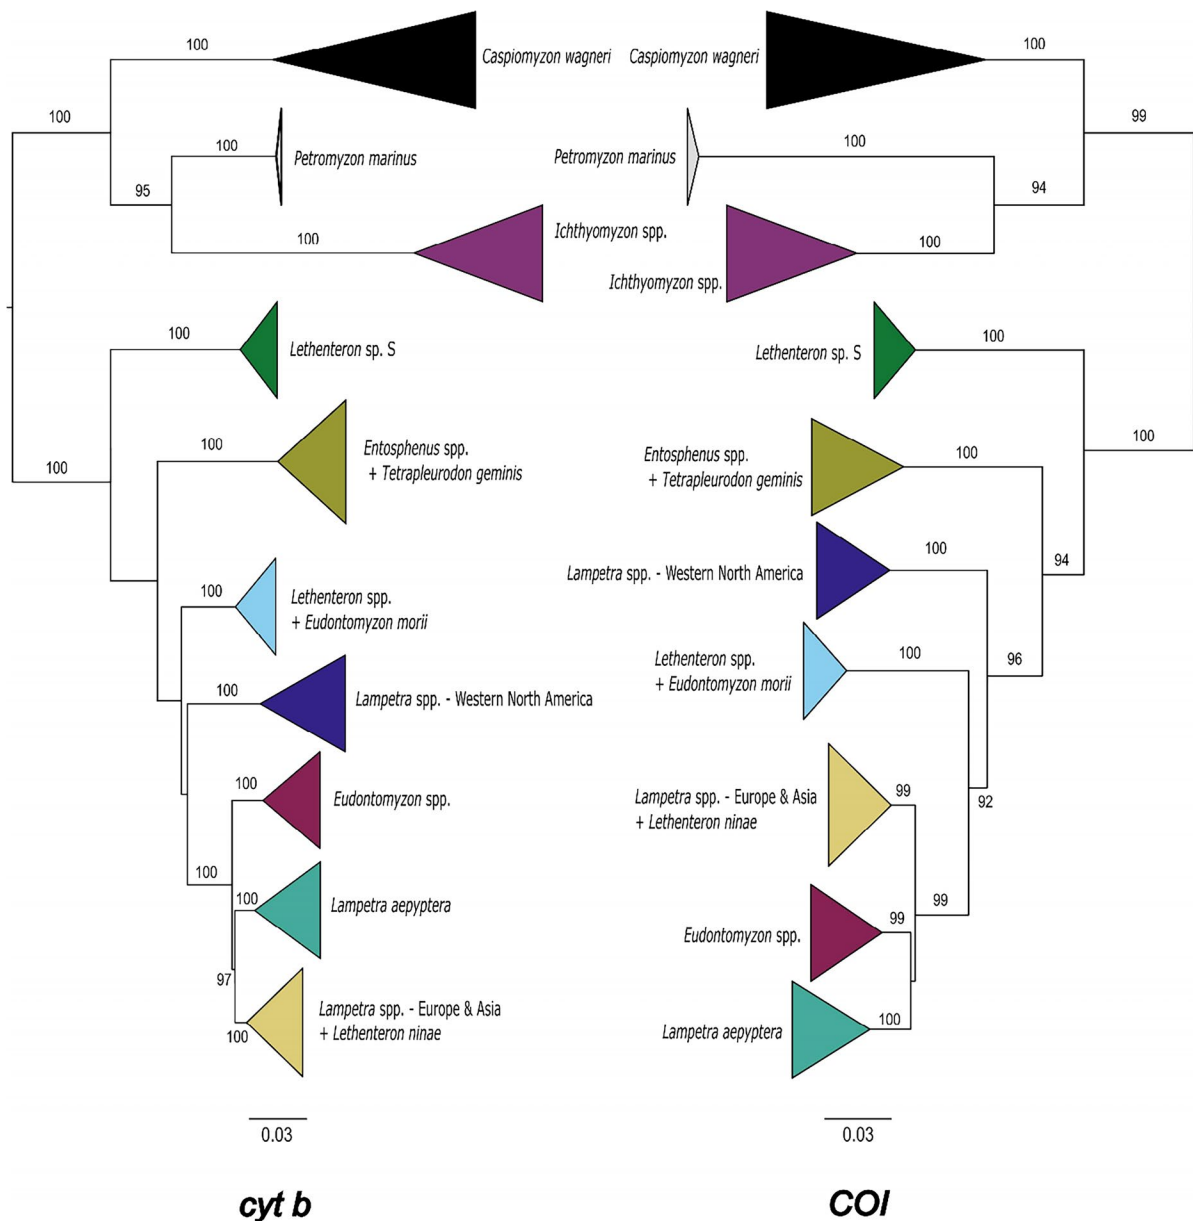 100
Caspiomyzon wagneri
100
100
Petromyzon marinus
95
100
Ichthyomyzon spp.
100
Lethenteron sp. S
100
100
Entosphenus spp.
+ Tetrapleurodon geminis
100
Lethenteron spp.
+ Eudontomyzon morii
100
Lampetra spp. - Western North America
100
Eudontomyzon spp.
100
100
Lampetra aepyptera
97
100
Lampetra spp. - Europe & Asia
+ Lethenteron ninae
0.03
cyt b
Caspiomyzon wagneri
100
99
Petromyzon marinus
100
94
Ichthyomyzon spp.
100
Lethenteron sp. S
100
100
Entosphenus spp.
+ Tetrapleurodon geminis
100
94
Lampetra spp. - Western North America
100
96
Lethenteron spp.
+ Eudontomyzon morii
100
92
Lampetra spp. - Europe & Asia
+ Lethenteron ninae
99
99
Eudontomyzon spp.
99
Lampetra aepyptera
100
0.03
COI